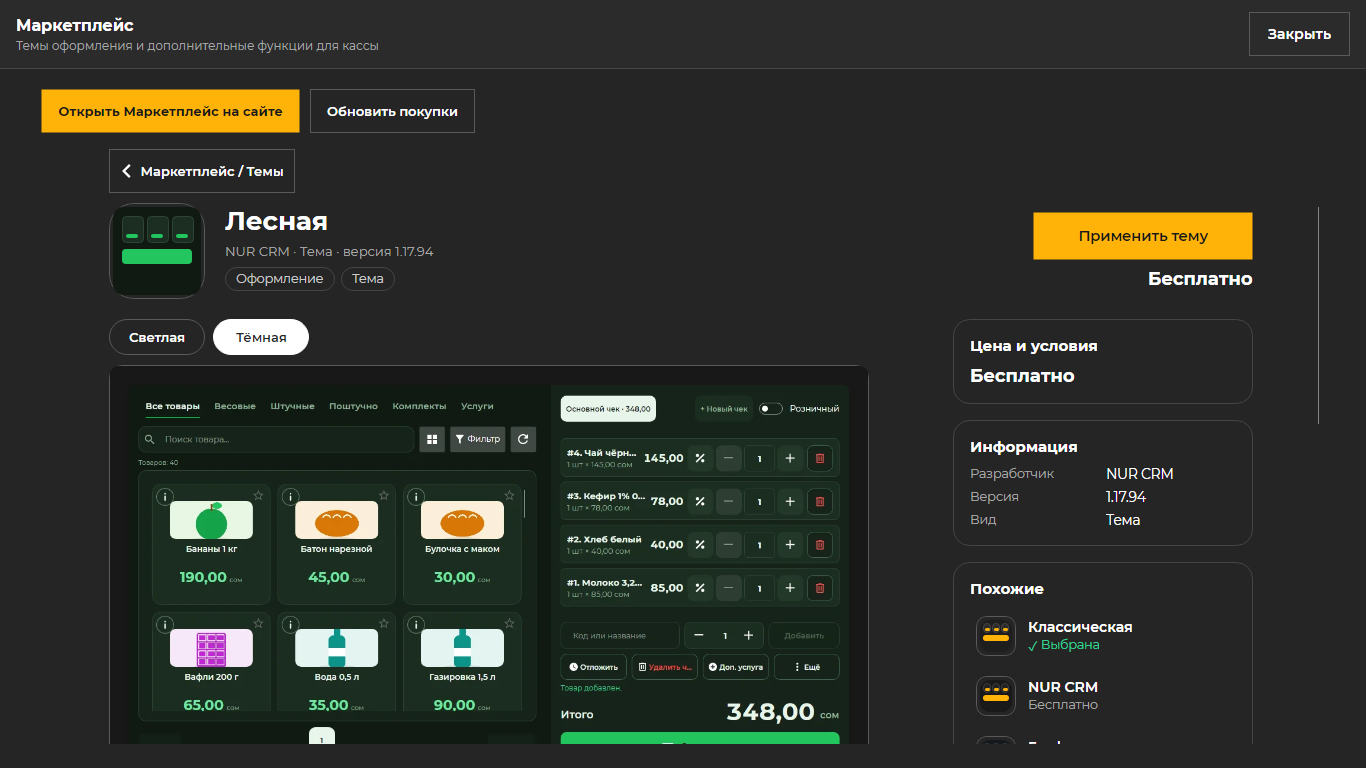 Маркетплейс
Темы оформления и дополнительные функции для кассы
Закрыть
Открыть Маркетплейс на сайте
Обновить покупки
Маркетплейс / Темы
Лесная
NUR CRM · Тема · версия 1.17.94
Оформление
Тема
Применить тему
Бесплатно
Светлая
Тёмная
Все товары
Весовые
Штучные
Поштучно
Комплекты
Услуги
Поиск товара...
Фильтр
Товаров: 40
Бананы 1 кг
190,00 сом
Батон нарезной
45,00 сом
Булочка с маком
30,00 сом
Вафли 200 г
65,00 сом
Вода 0,5 л
35,00 сом
Газировка 1,5 л
90,00 сом
1
Основной чек · 348,00
+ Новый чек
Розничный
#4. Чай чёрн...
1 шт × 145,00 сом
145,00
1
#3. Кефир 1% 0...
1 шт × 78,00 сом
78,00
1
#2. Хлеб белый
1 шт × 40,00 сом
40,00
1
#1. Молоко 3,2...
1 шт × 85,00 сом
85,00
1
Код или название
1
Добавить
Отложить
Удалить ч...
Доп. услуга
Ещё
Товар добавлен.
Итого
348,00 сом
Цена и условия
Бесплатно
Информация
Разработчик NUR CRM
Версия 1.17.94
Вид Тема
Похожие
Классическая
✓ Выбрана
NUR CRM
Бесплатно